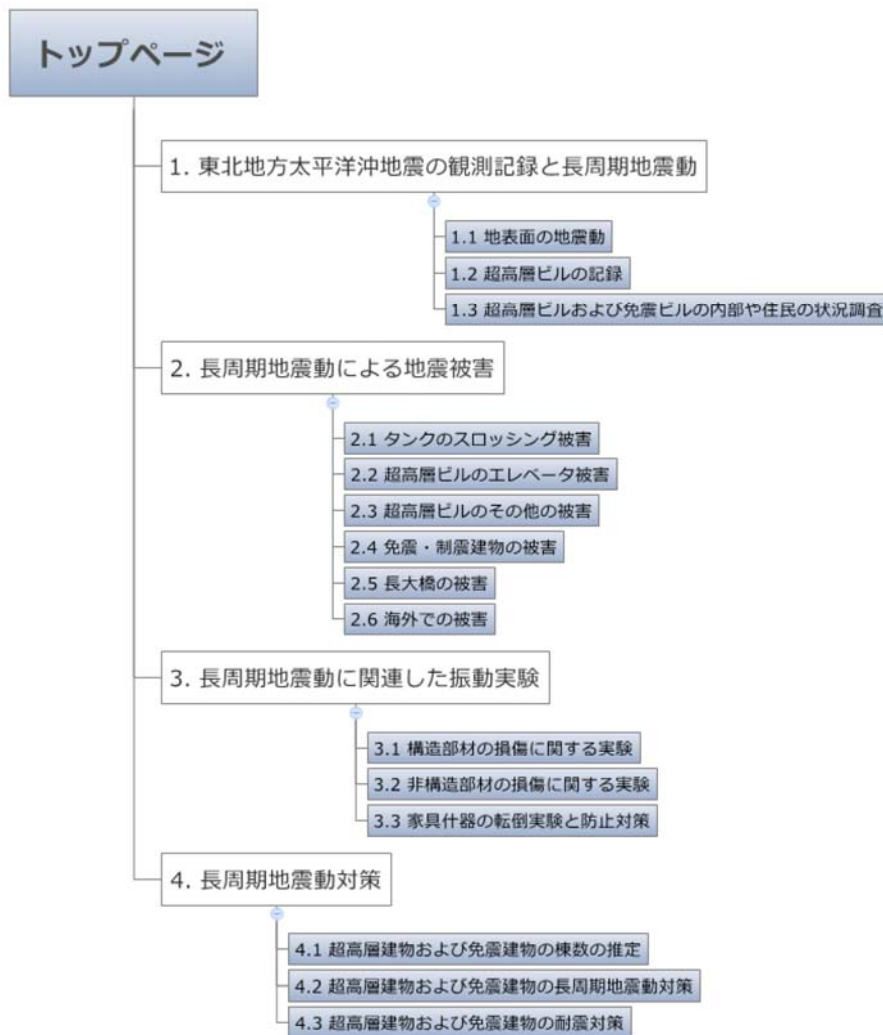 トップページ
1. 東北地方太平洋沖地震の観測記録と長周期地震動
1.1 地表面の地震動
1.2 超高層ビルの記録
1.3 超高層ビルおよび免震ビルの内部や住民の状況調査
2. 長周期地震動による地震被害
2.1 タンクのスロッシング被害
2.2 超高層ビルのエレベータ被害
2.3 超高層ビルのその他の被害
2.4 免震・制震建物の被害
2.5 長大橋の被害
2.6 海外での被害
3. 長周期地震動に関連した振動実験
3.1 構造部材の損傷に関する実験
3.2 非構造部材の損傷に関する実験
3.3 家具什器の転倒実験と防止対策
4. 長周期地震動対策
4.1 超高層建物および免震建物の棟数の推定
4.2 超高層建物および免震建物の長周期地震動対策
4.3 超高層建物および免震建物の耐震対策